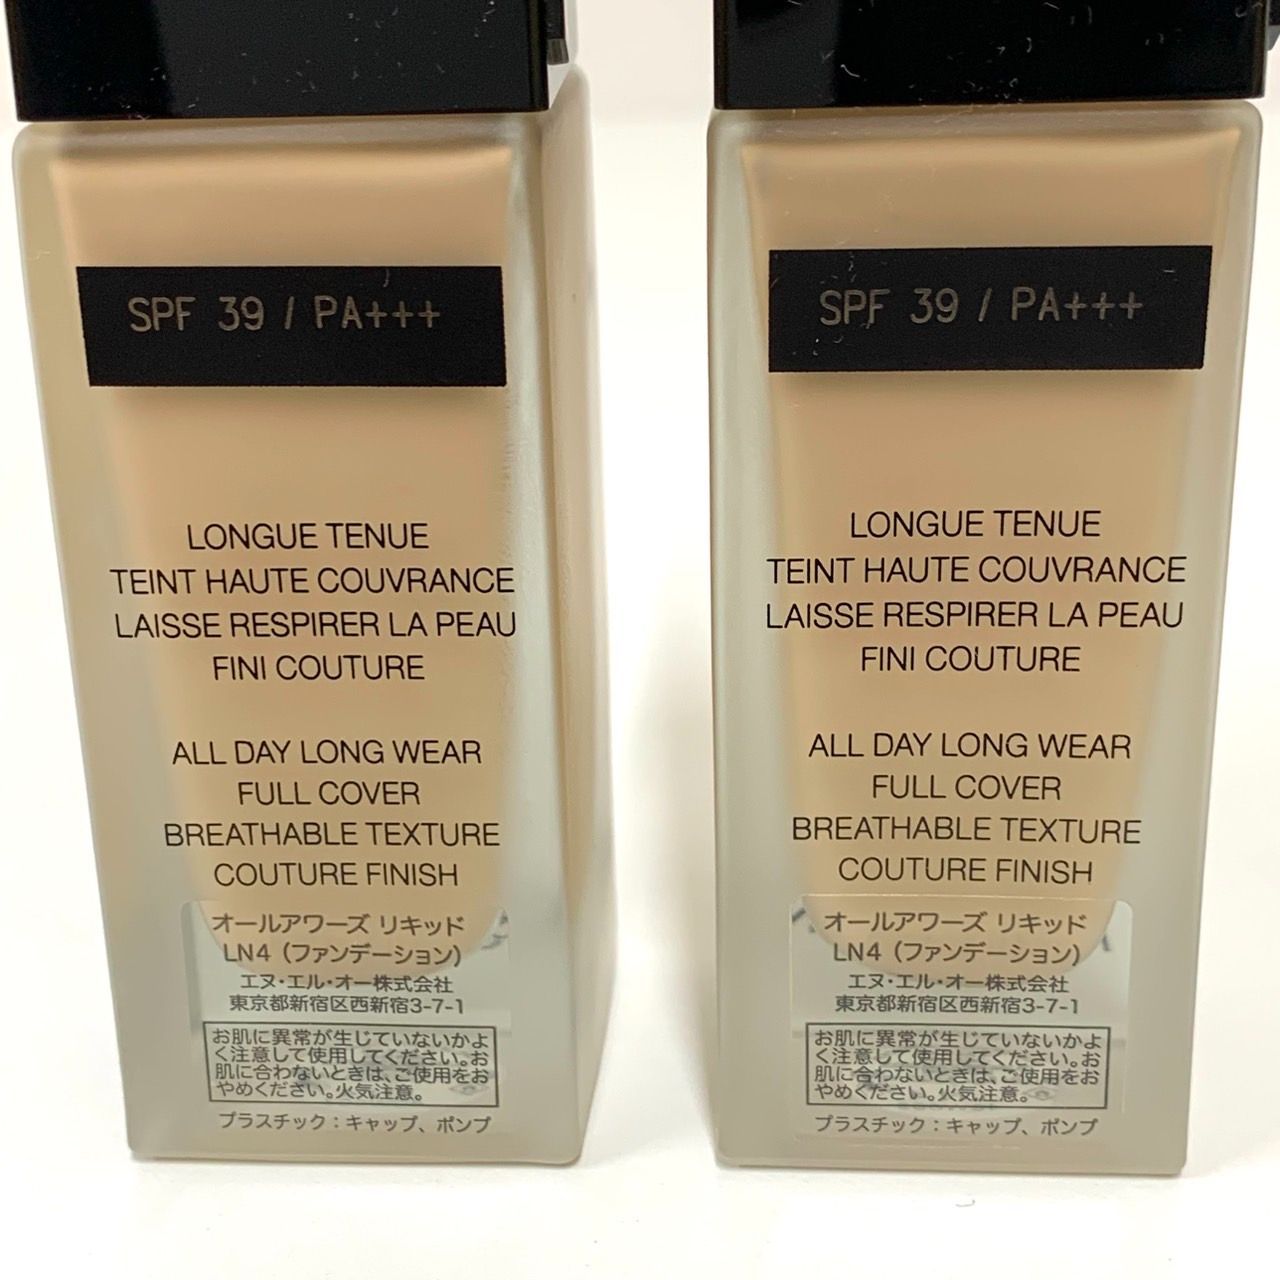 SPF 39 / PA+++
LONGUE TENUE
TEINT HAUTE COUVRANCE
LAISSE RESPIRER LA PEAU
FINI COUTURE
ALL DAY LONG WEAR
FULL COVER
BREATHABLE TEXTURE
COUTURE FINISH
オールアワーズ リキッド
LN4（ファンデーション）
エヌ・エル・オー株式会社
東京都新宿区西新宿3-7-1
お肌に異常が生じていないかよ
く注意して使用してください。お
肌に合わないときは、ご使用をお
やめください。火気注意。
プラスチック：キャップ、ポンプ
SPF 39 / PA+++
LONGUE TENUE
TEINT HAUTE COUVRANCE
LAISSE RESPIRER LA PEAU
FINI COUTURE
ALL DAY LONG WEAR
FULL COVER
BREATHABLE TEXTURE
COUTURE FINISH
オールアワーズ リキッド
LN4（ファンデーション）
エヌ・エル・オー株式会社
東京都新宿区西新宿3-7-1
お肌に異常が生じていないかよ
く注意して使用してください。お
肌に合わないときは、ご使用をお
やめください。火気注意。
プラスチック：キャップ、ポンプ